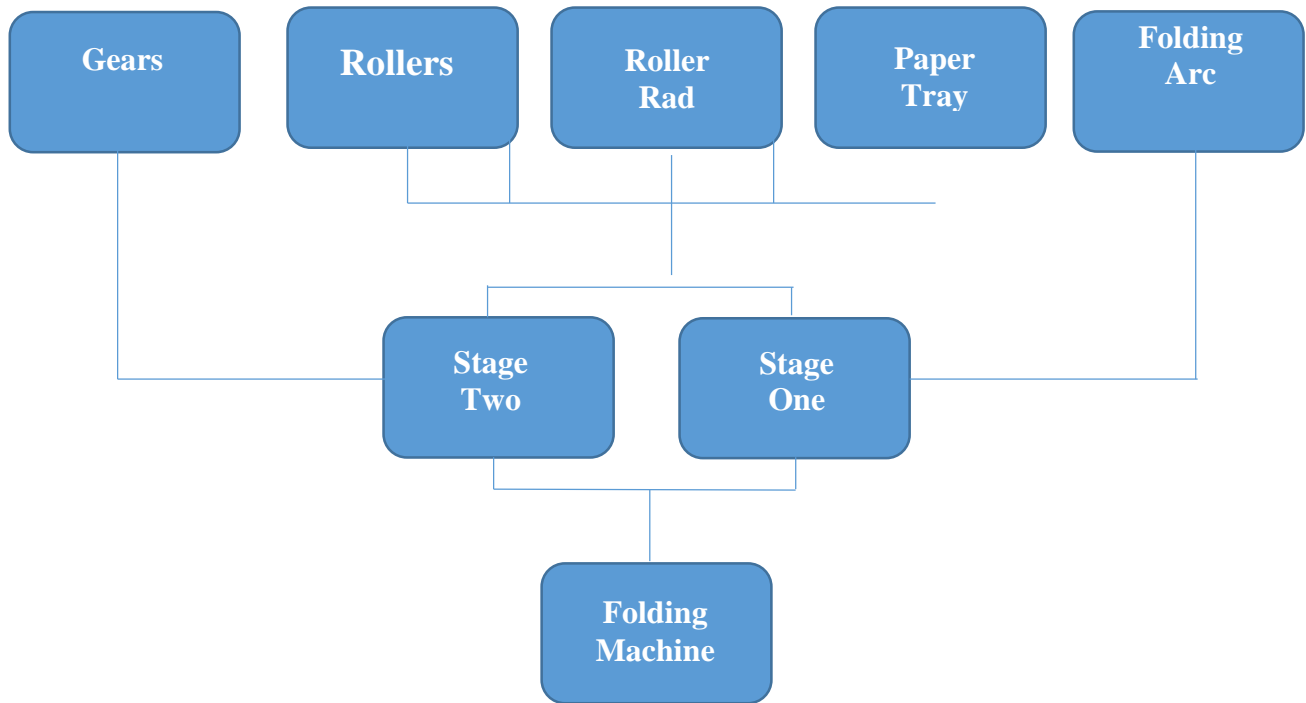 Gears
Rollers
Roller
Rad
Paper
Tray
Folding
Arc
Stage
Two
Stage
One
Folding
Machine